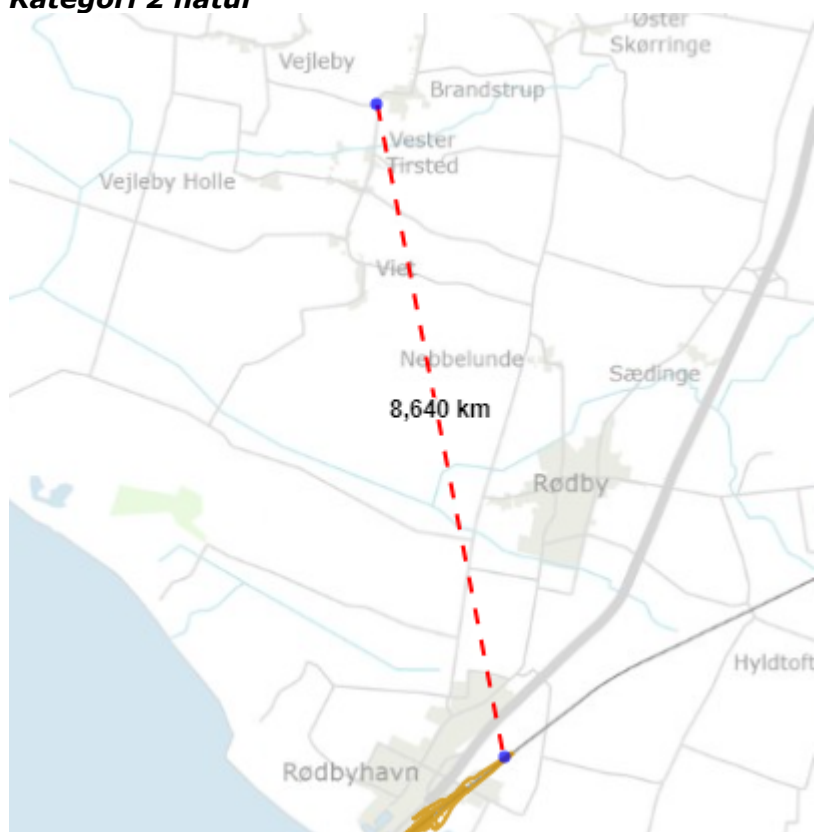 Kategori 2 natur
Øster
Skørringe
Vejleby
Brandstrup
Vester
Tirsted
Vejleby Holle
Viet
Nebbelunde
Sædinge
8,640 km
Rødby
Hyldtoft
Rødbyhavn